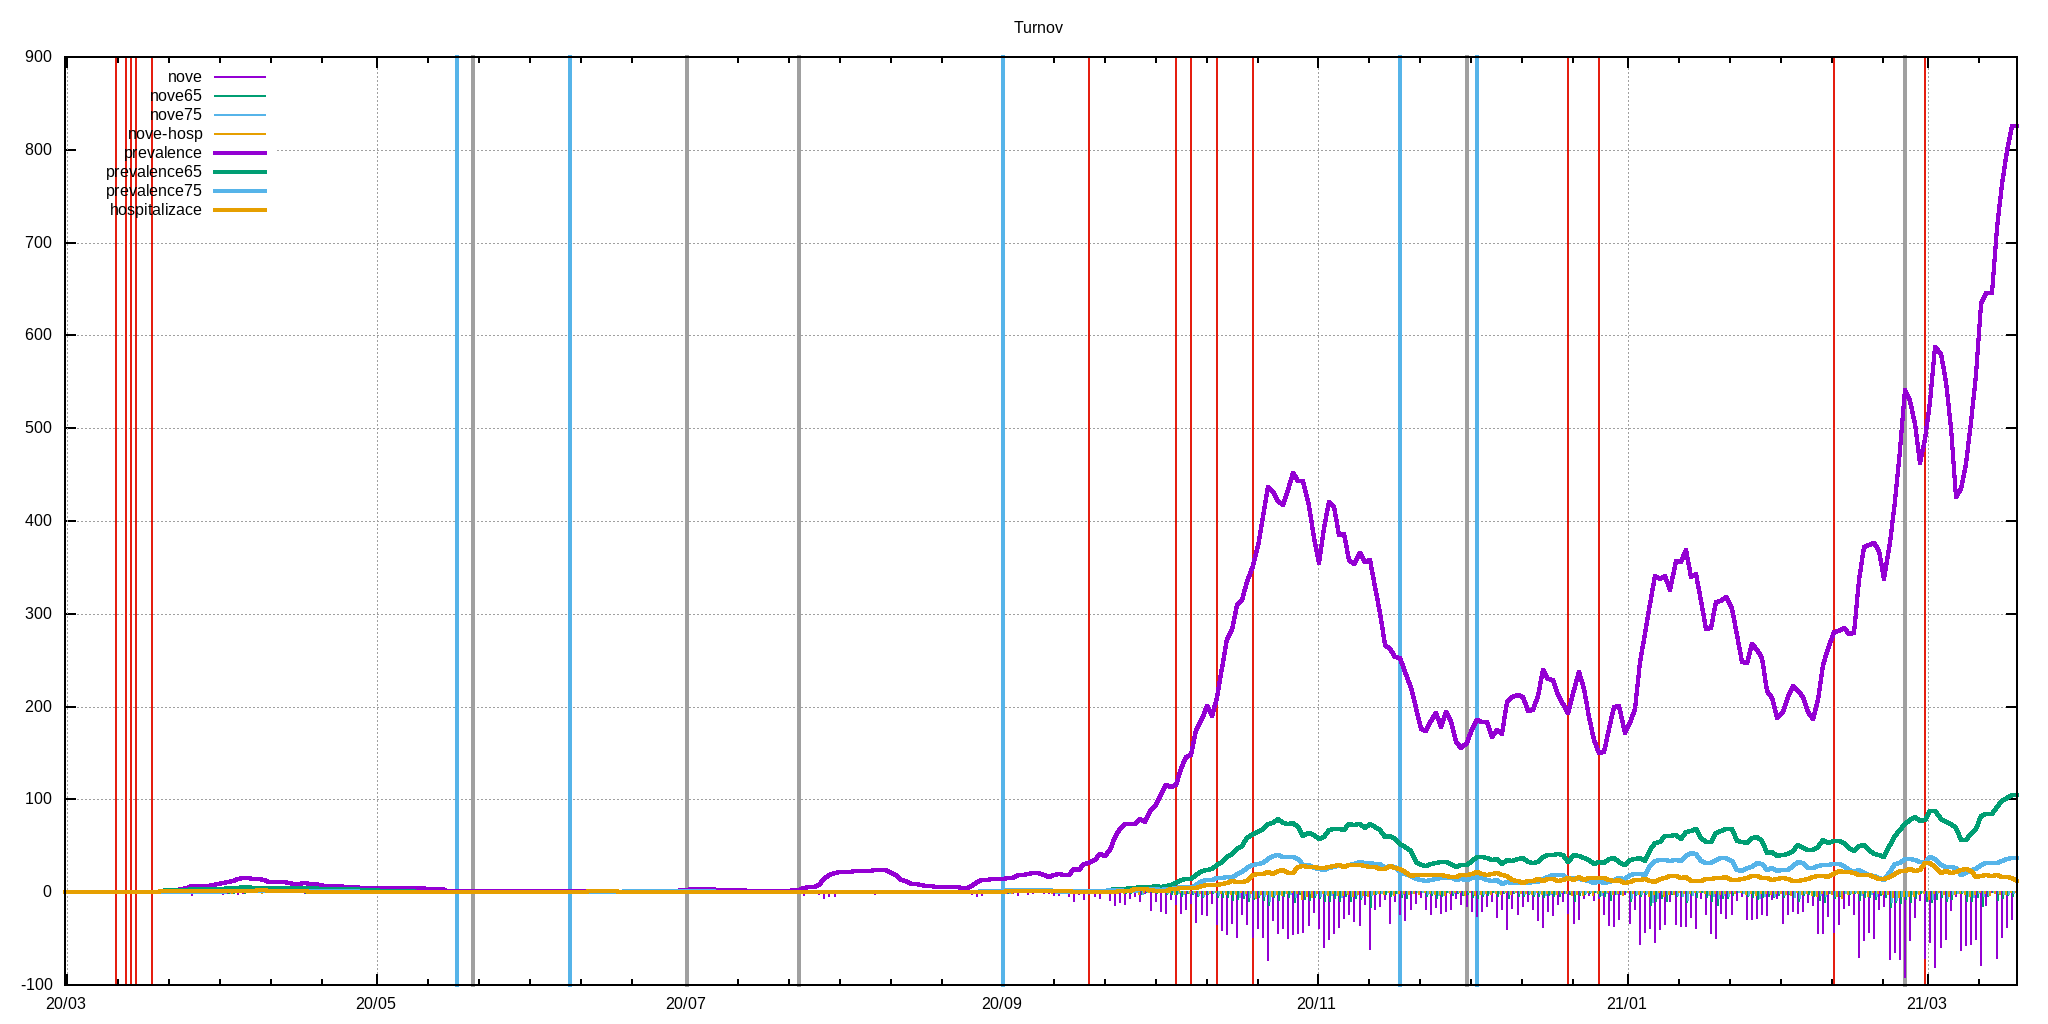 Turnov
900
800
700
600
500
400
300
200
100
0
-100
nove
nove65
nove75
nove-hosp
prevalence
prevalence65
prevalence75
hospitalizace
20/03
20/05
20/07
20/09
20/11
21/01
21/03